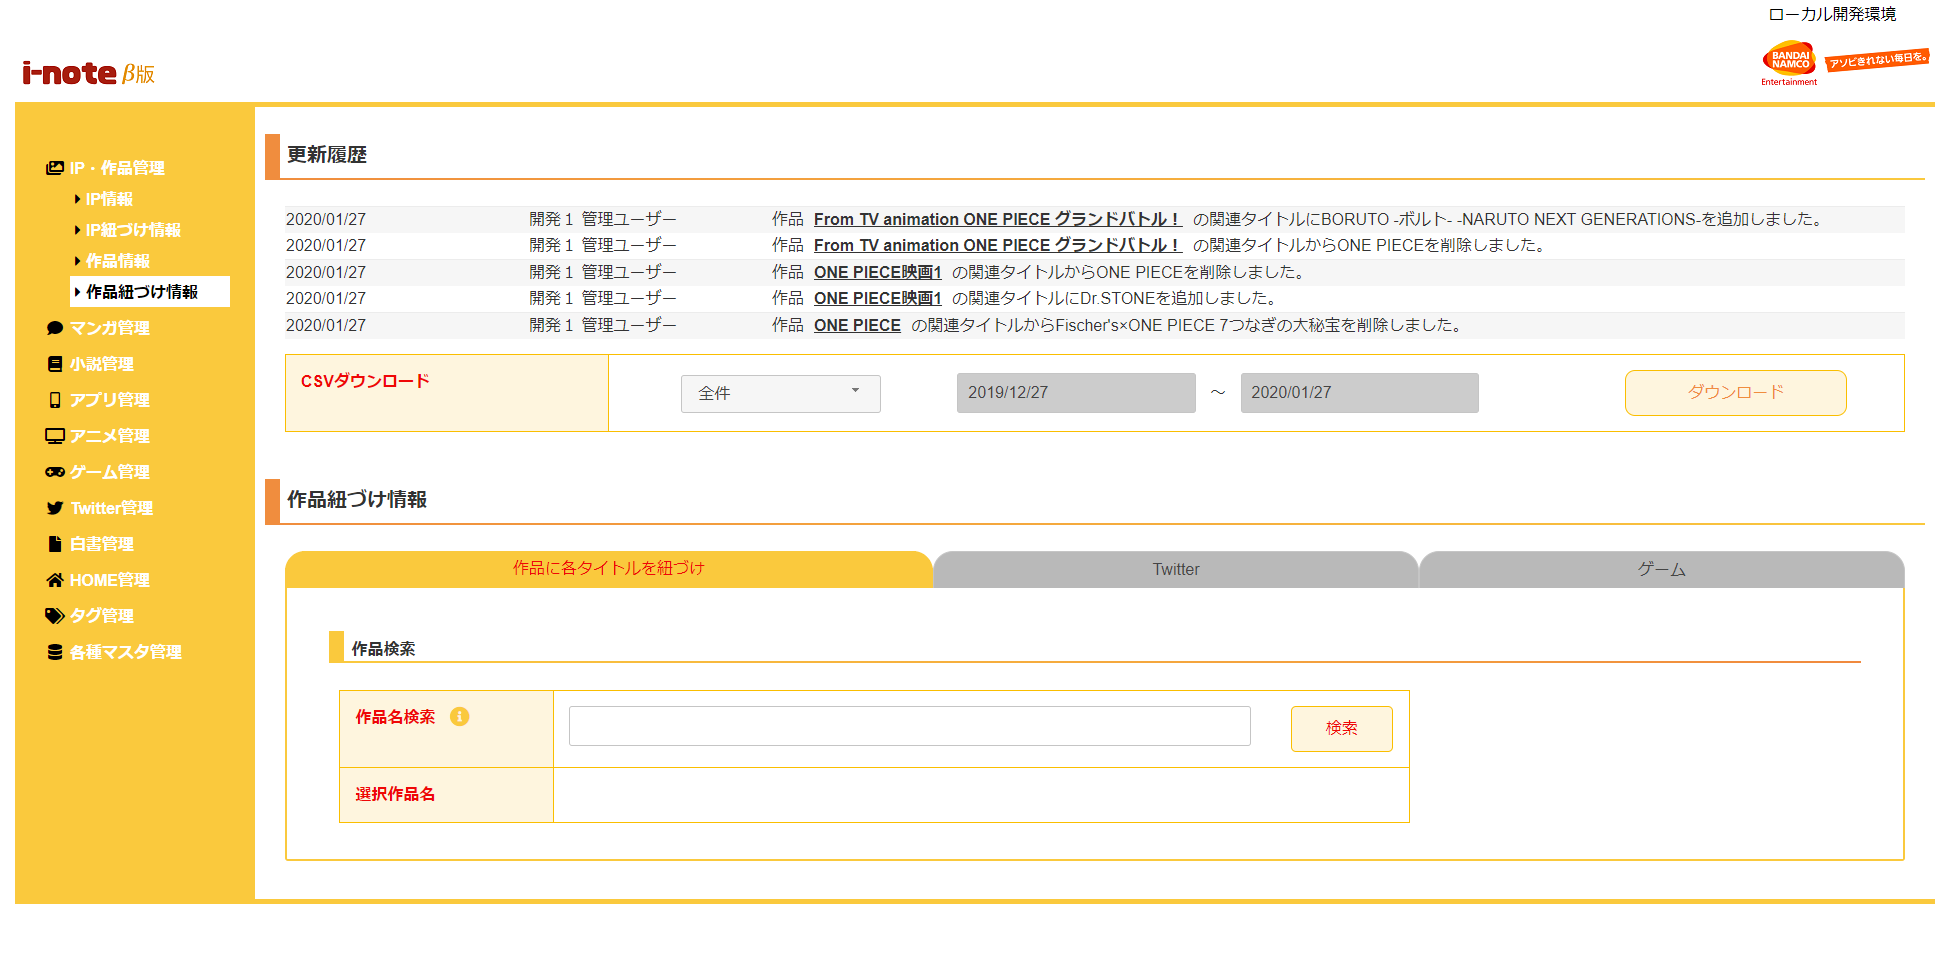 ローカル開発環境
i-note β版
BANDAI
NAMCO
Entertainment
アソビきれない毎日を。
IP・作品管理
IP情報
IP紐づけ情報
作品情報
作品紐づけ情報
マンガ管理
小説管理
アプリ管理
アニメ管理
ゲーム管理
Twitter管理
白書管理
HOME管理
タグ管理
各種マスタ管理
更新履歴
2020/01/27 開発１ 管理ユーザー 作品 From TV animation ONE PIECE グランドバトル！ の関連タイトルにBORUTO -ボルト- -NARUTO NEXT GENERATIONS-を追加しました。
2020/01/27 開発１ 管理ユーザー 作品 From TV animation ONE PIECE グランドバトル！ の関連タイトルからONE PIECEを削除しました。
2020/01/27 開発１ 管理ユーザー 作品 ONE PIECE映画1 の関連タイトルからONE PIECEを削除しました。
2020/01/27 開発１ 管理ユーザー 作品 ONE PIECE映画1 の関連タイトルにDr.STONEを追加しました。
2020/01/27 開発１ 管理ユーザー 作品 ONE PIECE の関連タイトルからFischer's×ONE PIECE 7つなぎの大秘宝を削除しました。
CSVダウンロード 全件 2019/12/27 ～ 2020/01/27 ダウンロード
作品紐づけ情報
作品に各タイトルを紐づけ Twitter ゲーム
作品検索
作品名検索 検索
選択作品名